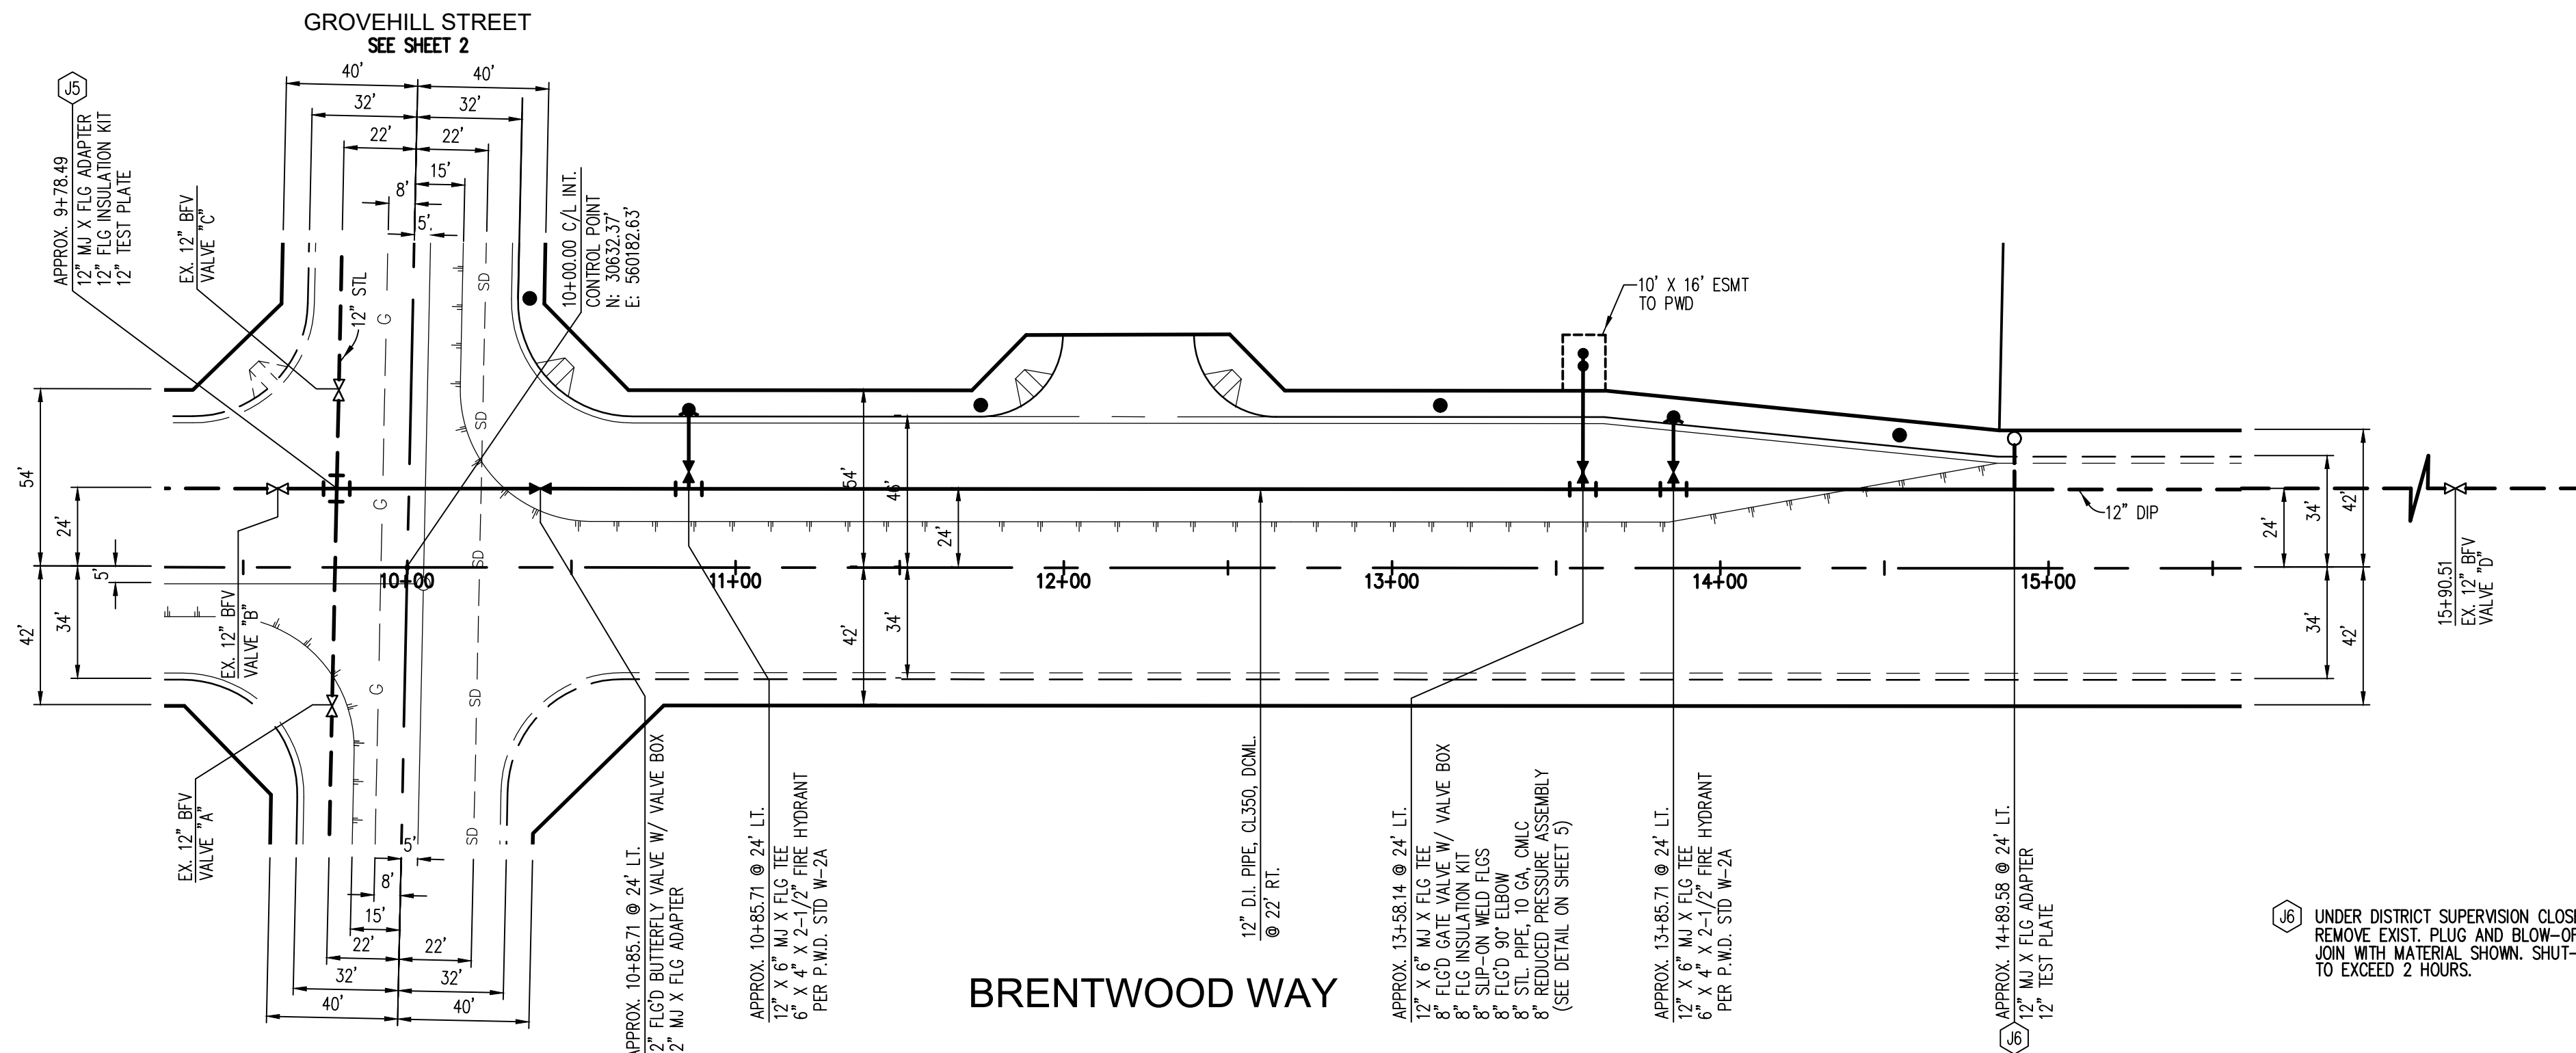 GROVEHILL STREET
SEE SHEET 2
40'
40'
32'
32'
22'
22'
15'
8'
5'
J5
APPROX. 9+78.49
12" MJ X FLG ADAPTER
12" FLG INSULATION KIT
12" TEST PLATE
EX. 12" BFV
VALVE "C"
12" STL
10+00.00 C/L INT.
CONTROL POINT
N: 30632.37'
E: 560182.63'
10' X 16' ESMT
TO PWD
G
SD
SD
G
SD
G
SD
SD
54'
24'
5'
42'
34'
54'
46'
24'
42'
34'
12" DIP
24'
34'
42'
34'
42'
10+00
11+00
12+00
13+00
14+00
15+00
15+90.51
EX. 12" BFV
VALVE "D"
EX. 12" BFV
VALVE "B"
EX. 12" BFV
VALVE "A"
5'
8'
15'
22'
22'
32'
32'
40'
40'
APPROX. 10+85.71 @ 24' LT.
2" FLG'D BUTTERFLY VALVE W/ VALVE BOX
2" MJ X FLG ADAPTER
APPROX. 10+85.71 @ 24' LT.
12" X 6" MJ X FLG TEE
6" X 4" X 2-1/2" FIRE HYDRANT
PER P.W.D. STD W-2A
12" D.I. PIPE, CL350, DCML.
@ 22' RT.
APPROX. 13+58.14 @ 24' LT.
12" X 6" MJ X FLG TEE
8" FLG'D GATE VALVE W/ VALVE BOX
8" FLG INSULATION KIT
8" SLIP-ON WELD FLGS
8" FLG'D 90° ELBOW
8" STL. PIPE, 10 GA, CMLC
8" REDUCED PRESSURE ASSEMBLY
(SEE DETAIL ON SHEET 5)
APPROX. 13+85.71 @ 24' LT.
12" X 6" MJ X FLG TEE
6" X 4" X 2-1/2" FIRE HYDRANT
PER P.W.D. STD W-2A
APPROX. 14+89.58 @ 24' LT.
12" MJ X FLG ADAPTER
12" TEST PLATE
J6
BRENTWOOD WAY
J6
UNDER DISTRICT SUPERVISION CLOS
REMOVE EXIST. PLUG AND BLOW-OF
JOIN WITH MATERIAL SHOWN. SHUT-
TO EXCEED 2 HOURS.